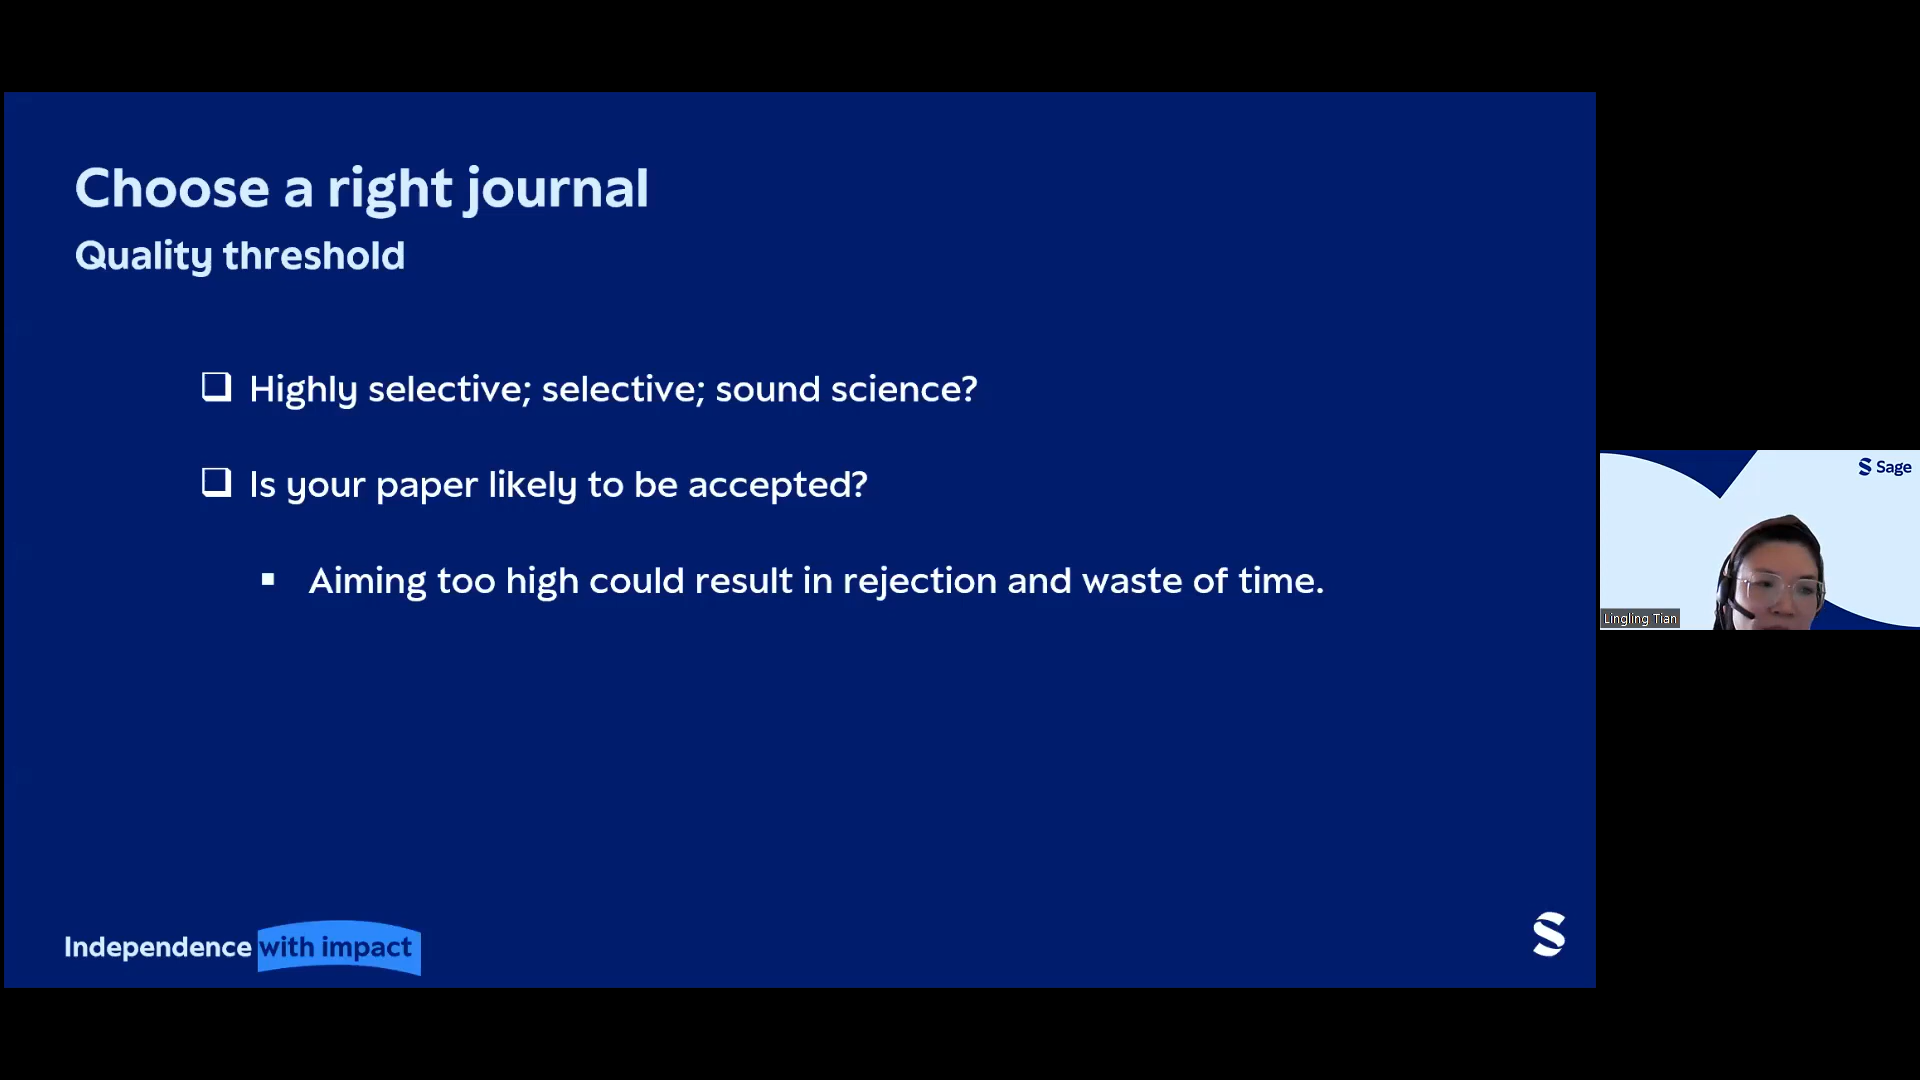 Choose a right journal
Quality threshold
Highly selective; selective; sound science?
Is your paper likely to be accepted?
Aiming too high could result in rejection and waste of time.
Independence with impact
Sage
Lingling Tian